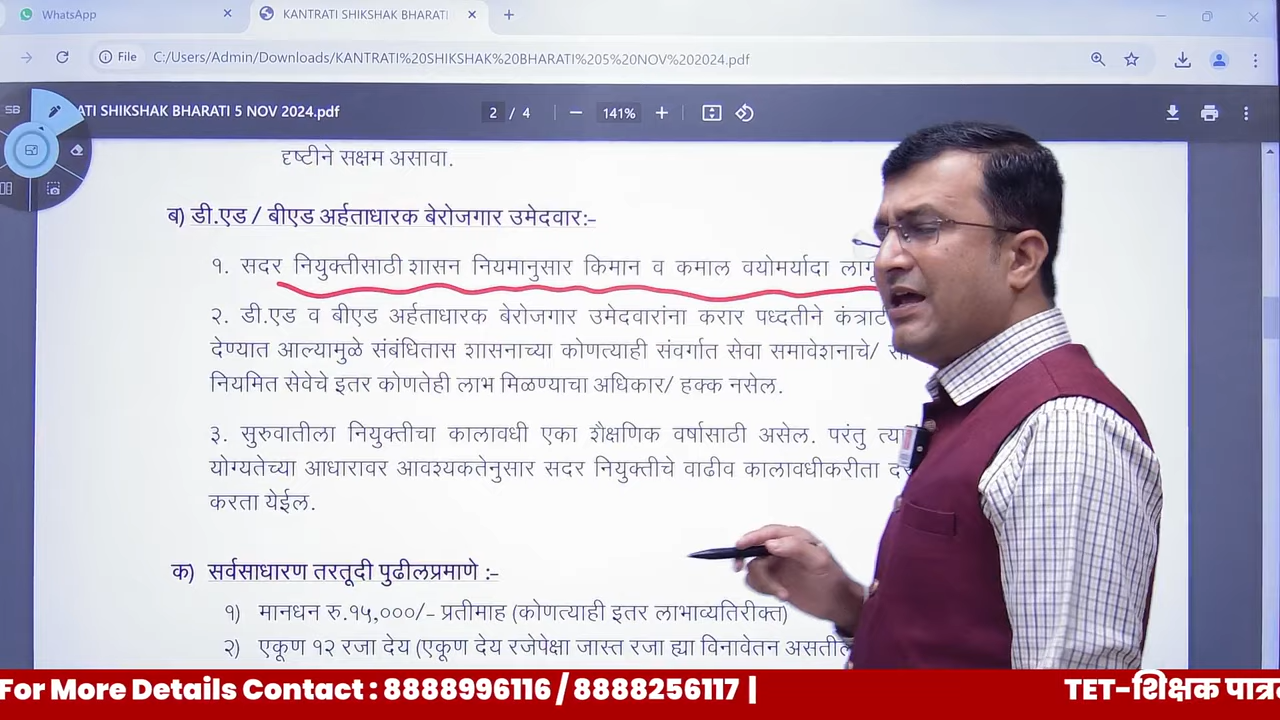 WhatsApp
KANTRATI SHIKSHAK BHARATI
File C:/Users/Admin/Downloads/KANTRATI%20SHIKSHAK%20BHARATI%205%20NOV%202024.pdf
SB
ATI SHIKSHAK BHARATI 5 NOV 2024.pdf 2 / 4 141%
दृष्टीने सक्षम असावा.
ब) डी.एड / बीएड अर्हताधारक बेरोजगार उमेदवार:-
१. सदर नियुक्तीसाठी शासन नियमानुसार किमान व कमाल वयोमर्यादा
२. डी.एड व बीएड अर्हताधारक बेरोजगार उमेदवारांना करार पध्दतीने
देण्यात आल्यामुळे संबंधितास शासनाच्या कोणत्याही संवर्गात सेवा समावेशनाचे/
नियमित सेवेचे इतर कोणतेही लाभ मिळण्याचा अधिकार/ हक्क नसेल.
३. सुरुवातीला नियुक्तीचा कालावधी एका शैक्षणिक वर्षासाठी असेल. परंतु
योग्यतेच्या आधारावर आवश्यकतेनुसार सदर नियुक्तीचे वाढीव कालावधीकरीता
करता येईल.
क) सर्वसाधारण तरतूदी पुढीलप्रमाणे :-
१) मानधन रु.१५,०००/- प्रतीमाह (कोणत्याही इतर लाभाव्यतिरीक्त)
२) एकूण १२ रजा देय (एकूण देय रजेपेक्षा जास्त रजा ह्या विनावेतन
For More Details Contact : 8888996116 / 8888256117 | TET-शिक्षक